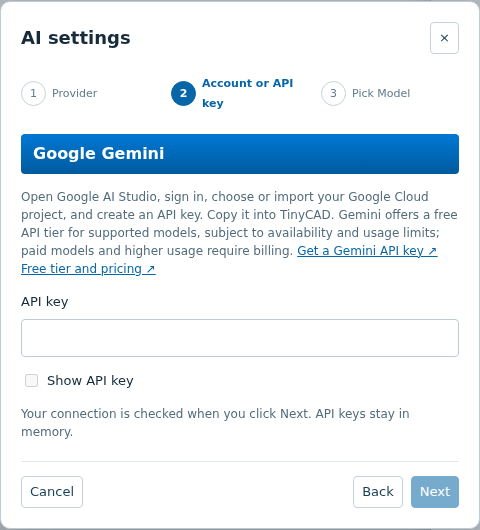 AI settings
×
1 Provider
2 Account or API key
3 Pick Model
Google Gemini
Open Google AI Studio, sign in, choose or import your Google Cloud
project, and create an API key. Copy it into TinyCAD. Gemini offers a free
API tier for supported models, subject to availability and usage limits;
paid models and higher usage require billing. Get a Gemini API key ↗
Free tier and pricing ↗
API key
Show API key
Your connection is checked when you click Next. API keys stay in
memory.
Cancel
Back
Next